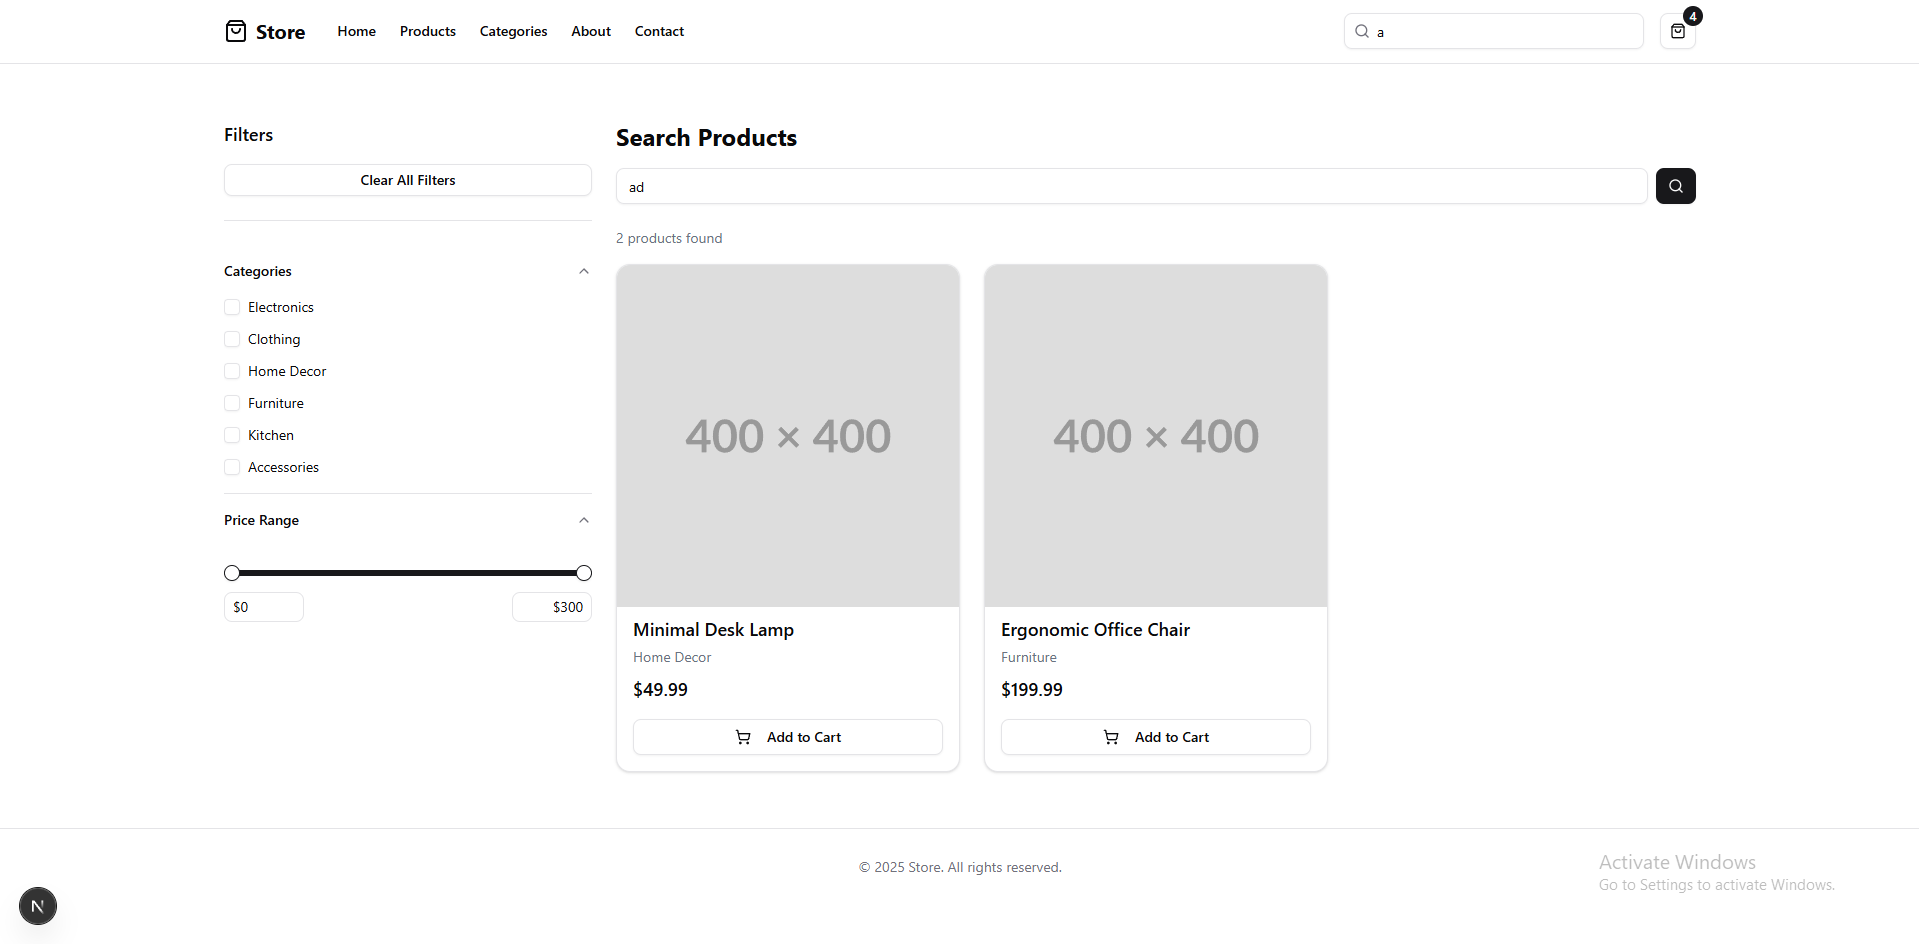 Store
Home
Products
Categories
About
Contact
a
4
Filters
Clear All Filters
Categories
Electronics
Clothing
Home Decor
Furniture
Kitchen
Accessories
Price Range
$0
$300
Search Products
ad
2 products found
400 × 400
Minimal Desk Lamp
Home Decor
$49.99
Add to Cart
400 × 400
Ergonomic Office Chair
Furniture
$199.99
Add to Cart
© 2025 Store. All rights reserved.
Activate Windows
Go to Settings to activate Windows.
N